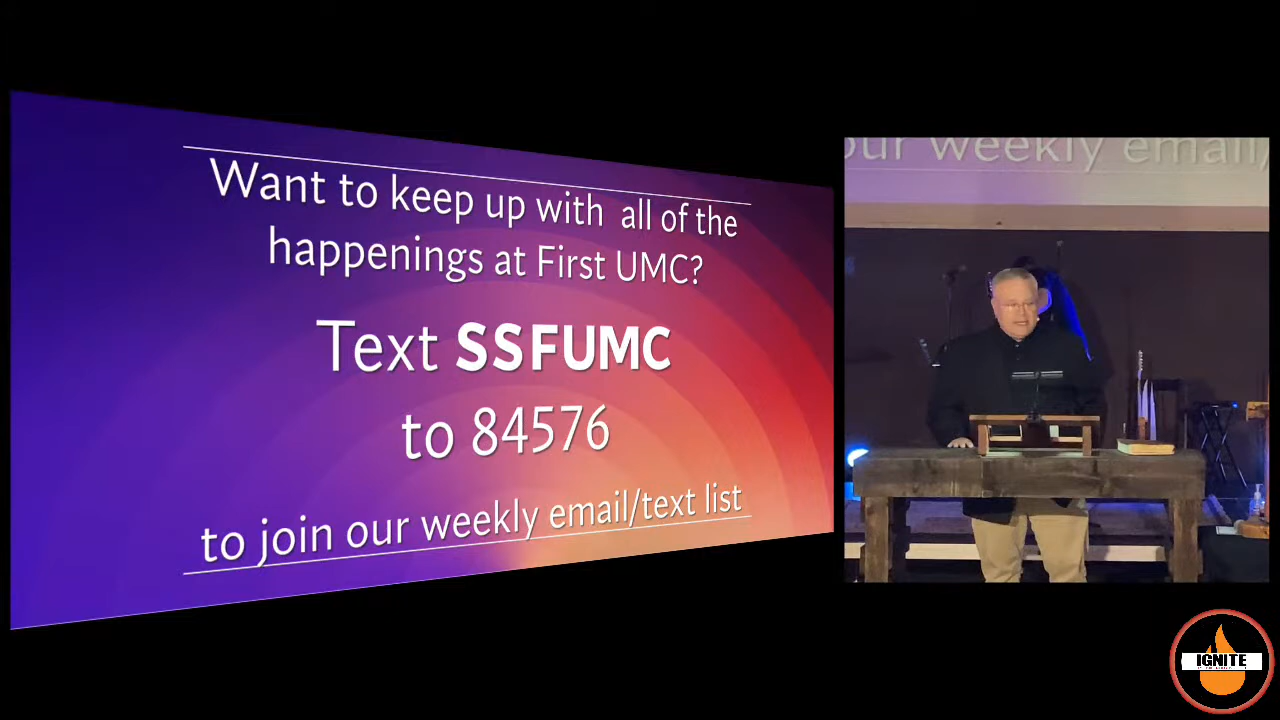 Want to keep up with all of the
happenings at First UMC?
Text SSFUMC
to 84576
to join our weekly email/text list
our weekly email/
IGNITE